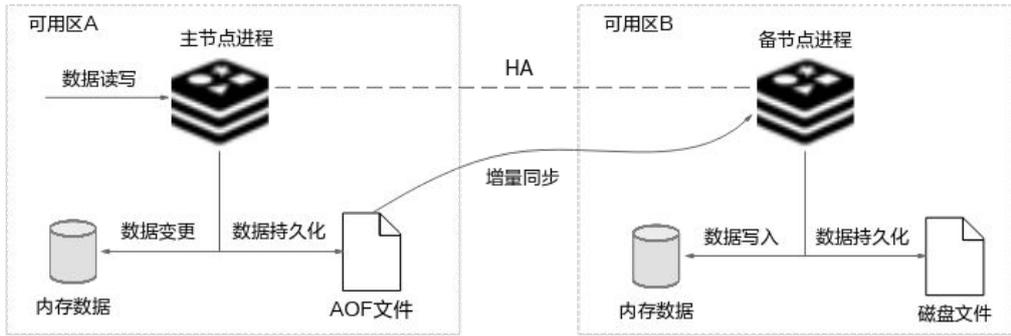 可用区A
可用区B
主节点进程
备节点进程
数据读写
HA
增量同步
数据变更
数据持久化
数据写入
数据持久化
内存数据
AOF文件
内存数据
磁盘文件